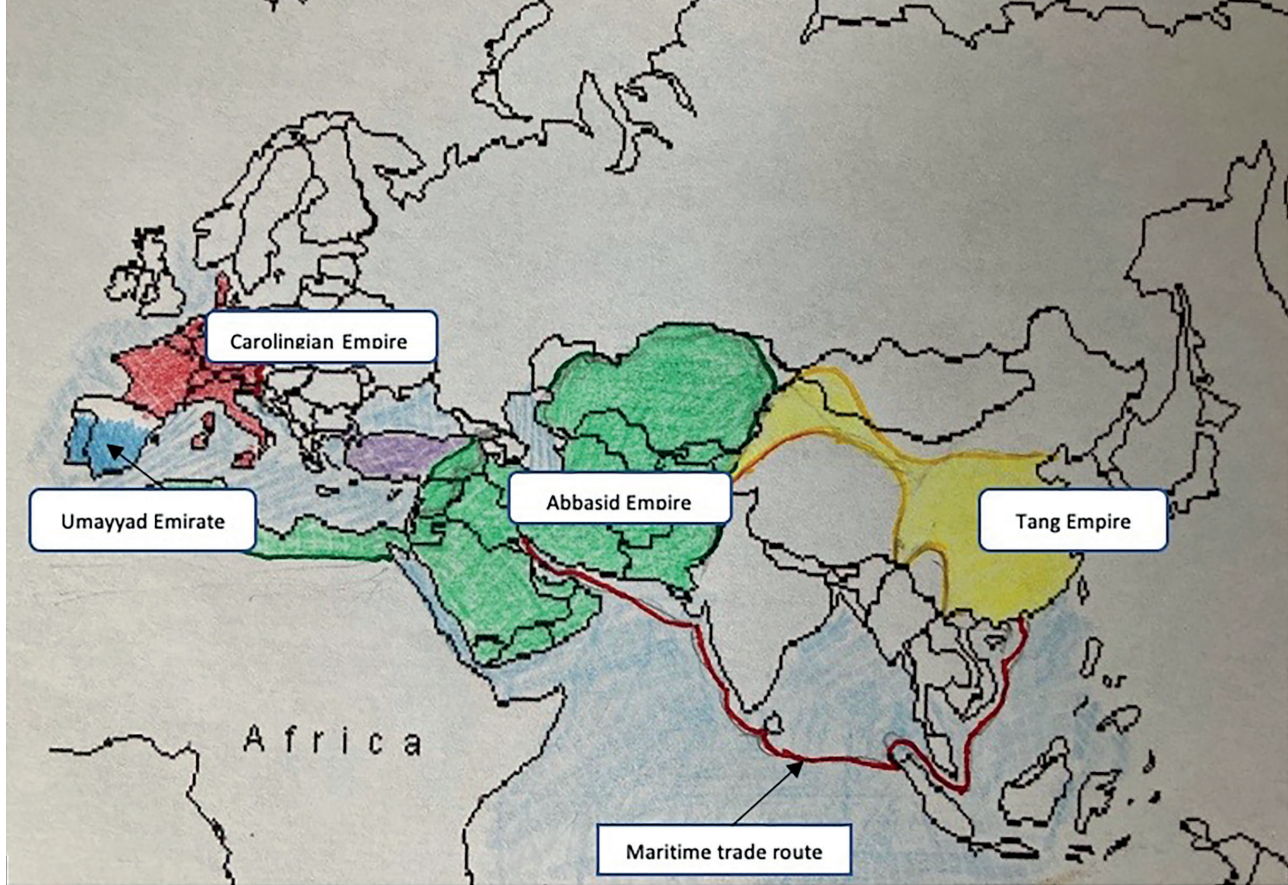 Carolingian Empire
Abbasid Empire
Umayyad Emirate
Tang Empire
Africa
Maritime trade route